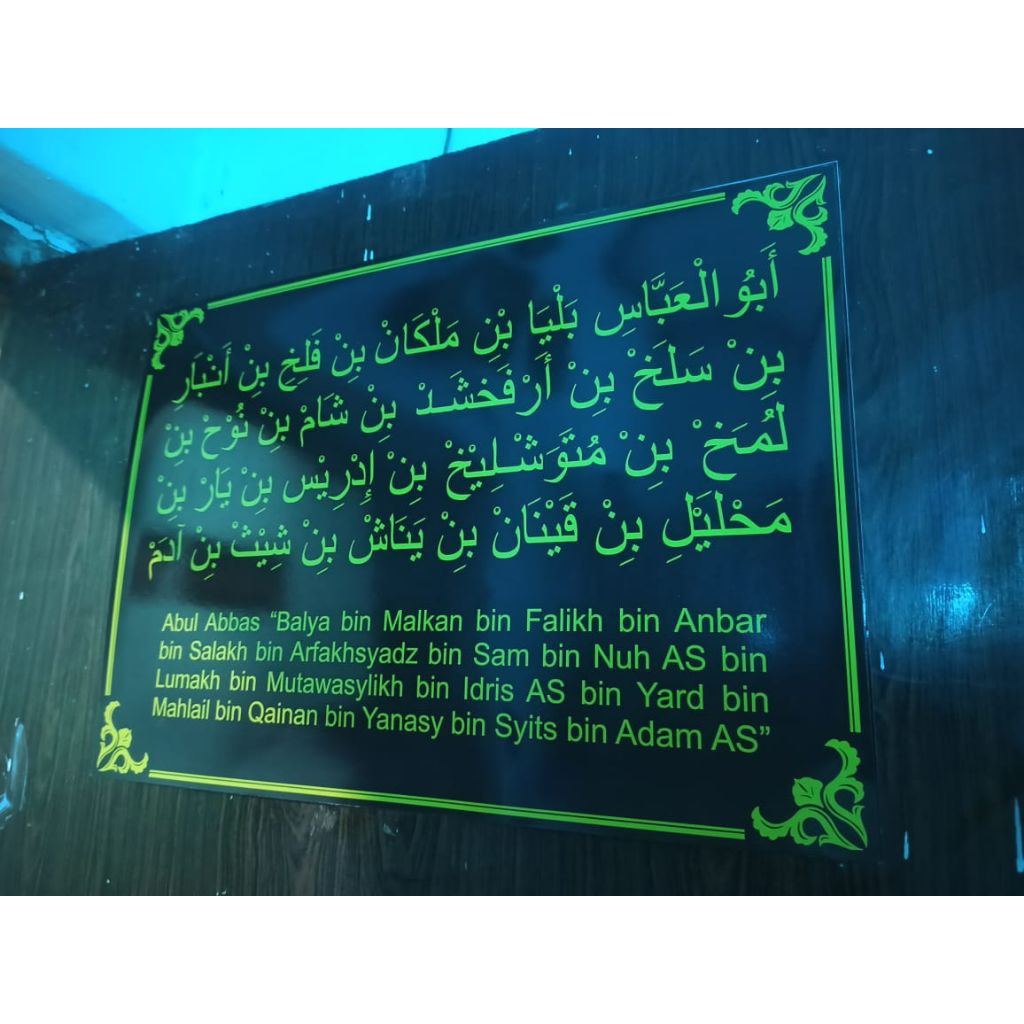 أَبُو الْعَبَّاسِ بَلْيَا بْنِ مَلْكَانْ بِنْ فَلِخِ بِنْ أَنْبَارِ
بِنْ سَلَخْ بِنْ أَرْفَخَشَدْ بِنْ شَامْ بِنْ نُوْحْ بِنْ
لُمَخْ بِنْ مُتَوَشْلِيْخْ بِنْ إِدْرِيْس بِنْ يَارْ بِنْ
مَحْلَيَلِ بِنْ قَيْنَانْ بِنْ يَنَاشْ بِنْ شِيْثْ بِنْ آدَمْ
Abul Abbas “Balya bin Malkan bin Falikh bin Anbar
bin Salakh bin Arfakhsyadz bin Sam bin Nuh AS bin
Lumakh bin Mutawasylikh bin Idris AS bin Yard bin
Mahlail bin Qainan bin Yanasy bin Syits bin Adam AS”